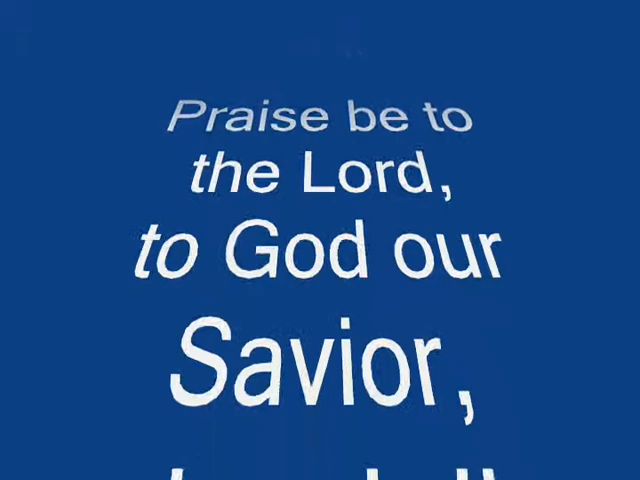 Praise be to
the Lord,
to God our
Savior,